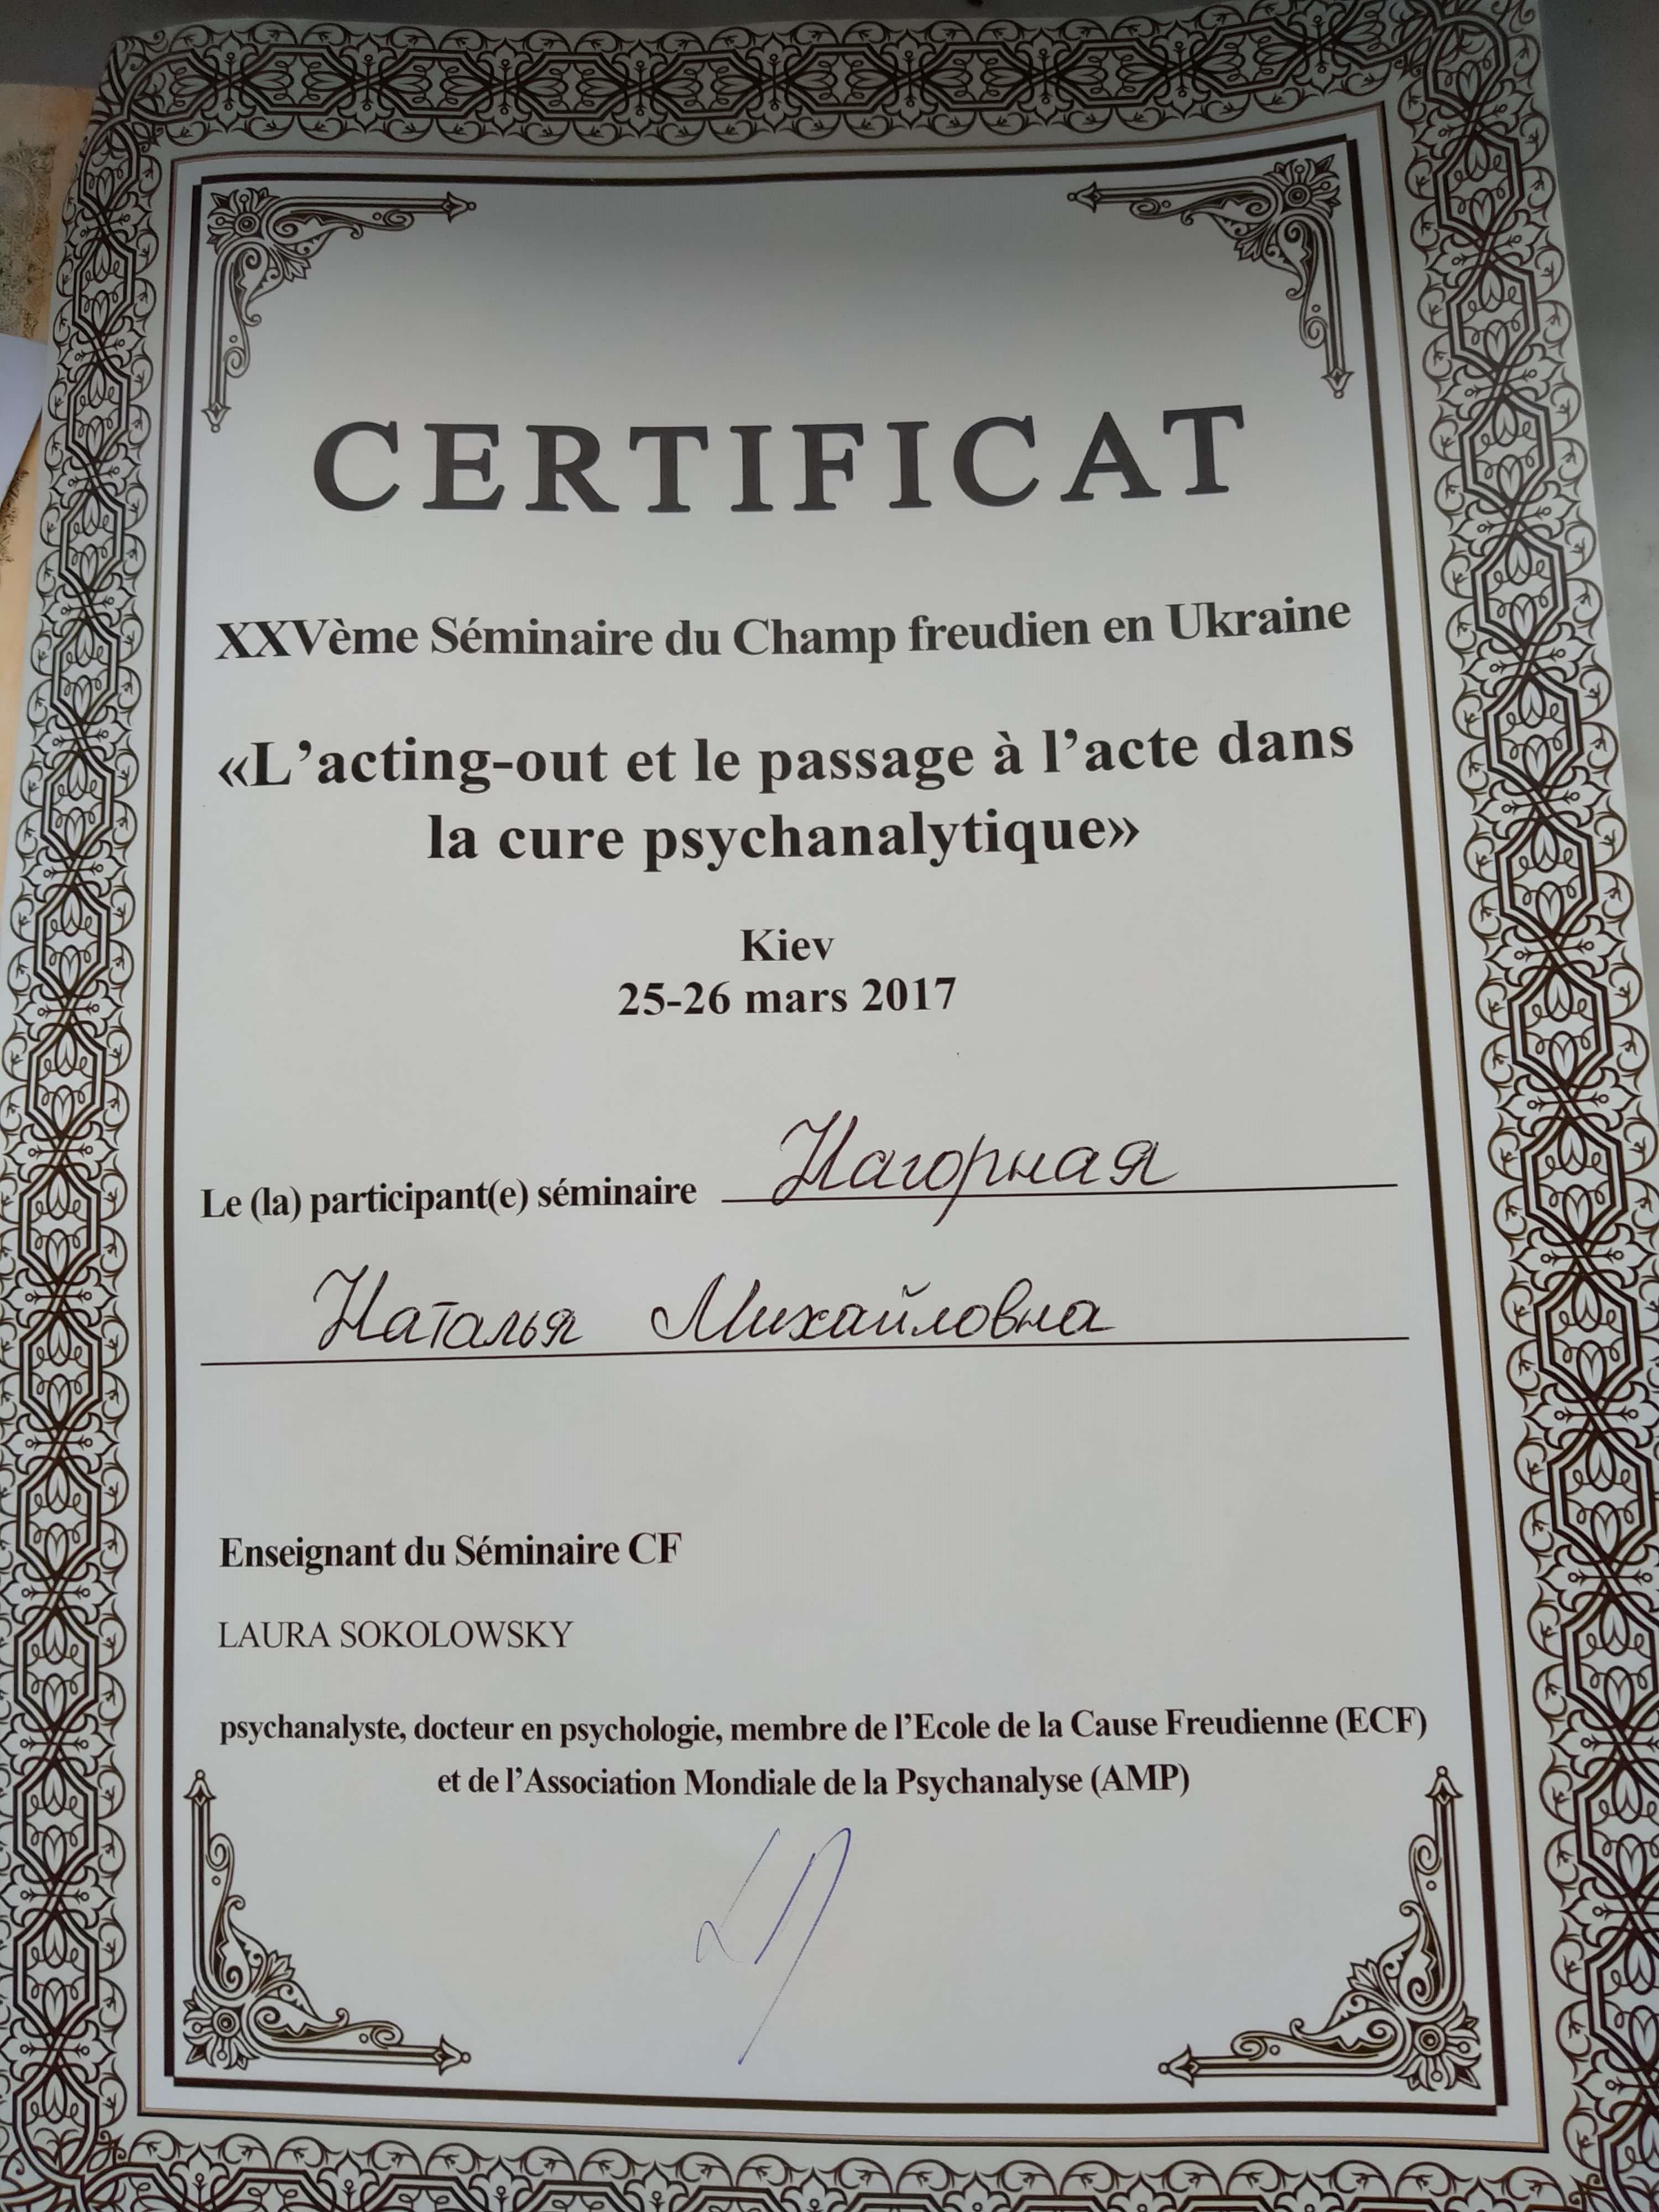 CERTIFICAT
XXVème Séminaire du Champ freudien en Ukraine
«L’acting-out et le passage à l’acte dans
la cure psychanalytique»
Kiev
25-26 mars 2017
Le (la) participant(e) séminaire Нагорная
Наталья Михайловна
Enseignant du Séminaire CF
LAURA SOKOLOWSKY
psychanalyste, docteur en psychologie, membre de l’Ecole de la Cause Freudienne (ECF)
et de l’Association Mondiale de la Psychanalyse (AMP)